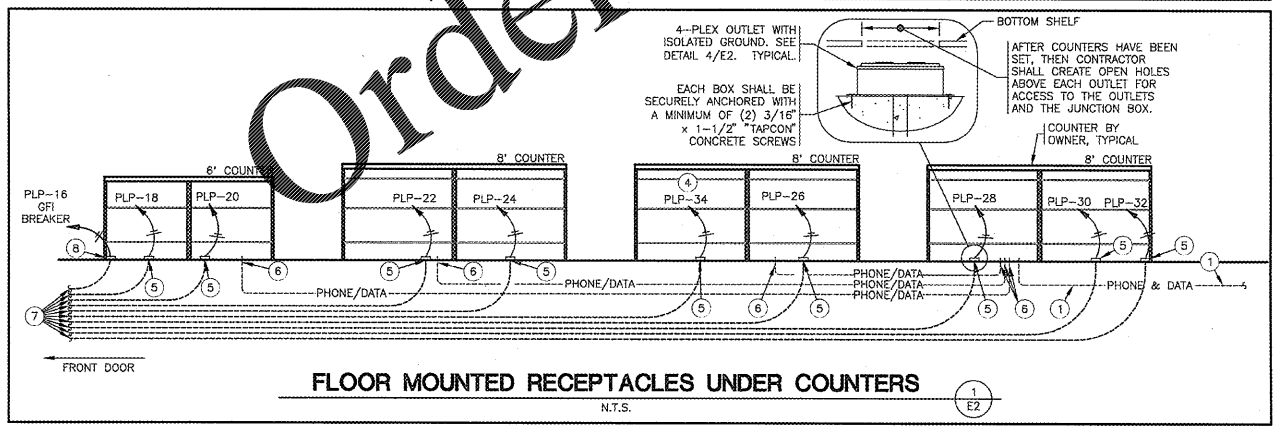 Order
4-PLEX OUTLET WITH
ISOLATED GROUND. SEE
DETAIL 4/E2. TYPICAL.
EACH BOX SHALL BE
SECURELY ANCHORED WITH
A MINIMUM OF (2) 3/16"
x 1-1/2" "TAPCON"
CONCRETE SCREWS
BOTTOM SHELF
AFTER COUNTERS HAVE BEEN
SET, THEN CONTRACTOR
SHALL CREATE OPEN HOLES
ABOVE EACH OUTLET FOR
ACCESS TO THE OUTLETS
AND THE JUNCTION BOX.
COUNTER BY
OWNER, TYPICAL
6' COUNTER
8' COUNTER
8' COUNTER
8' COUNTER
PLP-16
GFI
BREAKER
PLP-18
PLP-20
PLP-22
PLP-24
4
PLP-34
PLP-26
PLP-28
PLP-30
PLP-32
8
5
5
6
5
6
5
5
6
5
5
6
5
5
1
PHONE/DATA
PHONE/DATA
PHONE/DATA
PHONE/DATA
PHONE/DATA
1
PHONE & DATA
7
FRONT DOOR
FLOOR MOUNTED RECEPTACLES UNDER COUNTERS
N.T.S.
1
E2